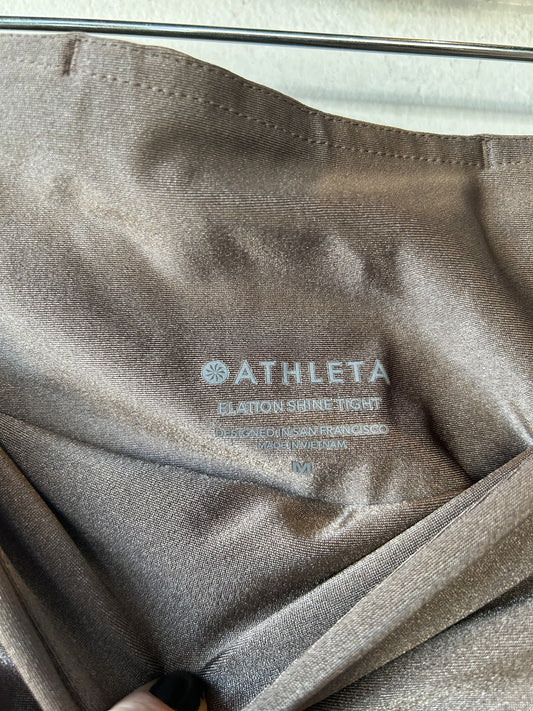 ATHLETA
ELATION SHINE TIGHT
DESIGNED IN SAN FRANCISCO
MADE IN VIETNAM
M